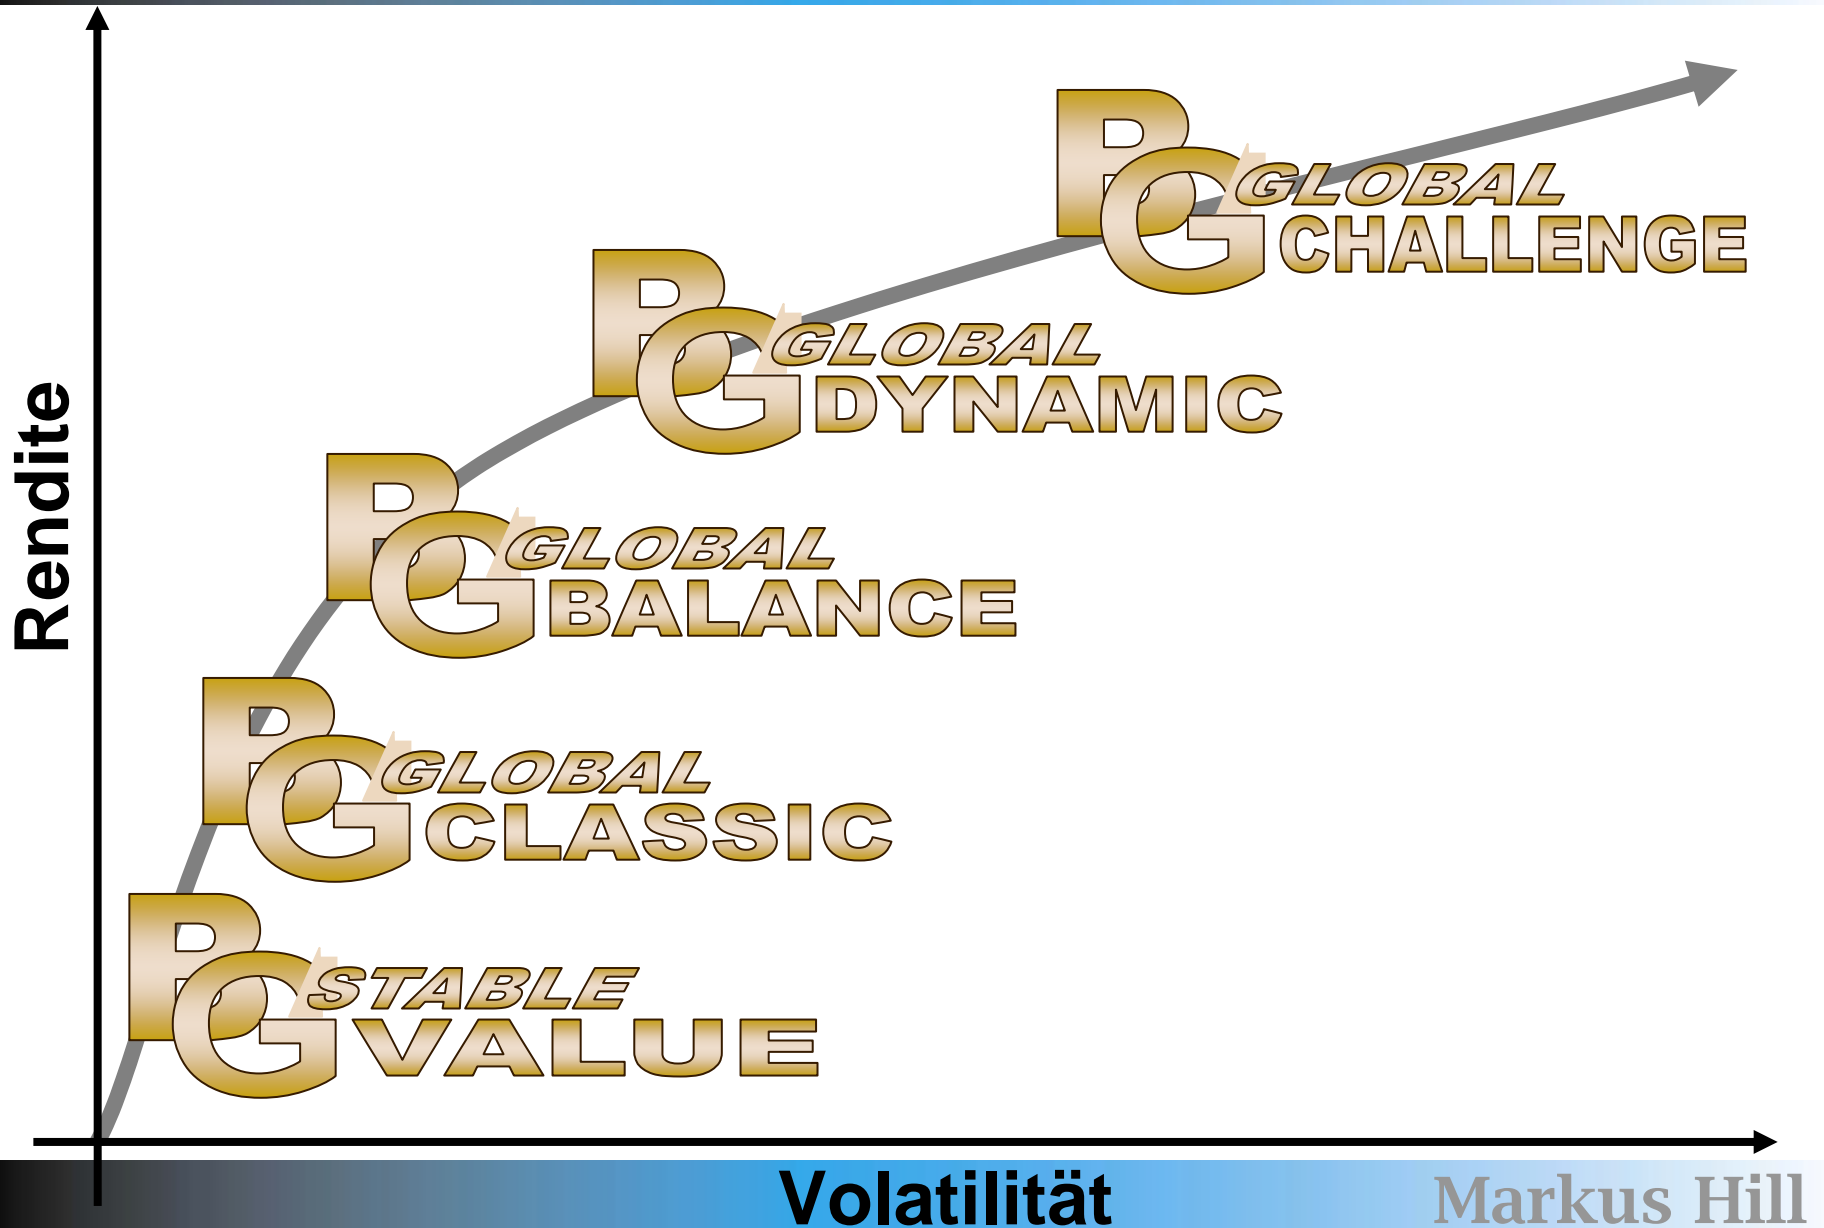 Rendite
BG GLOBAL
CHALLENGE
BG GLOBAL
DYNAMIC
BG GLOBAL
BALANCE
BG GLOBAL
CLASSIC
BG STABLE
VALUE
Volatilität
Markus Hill